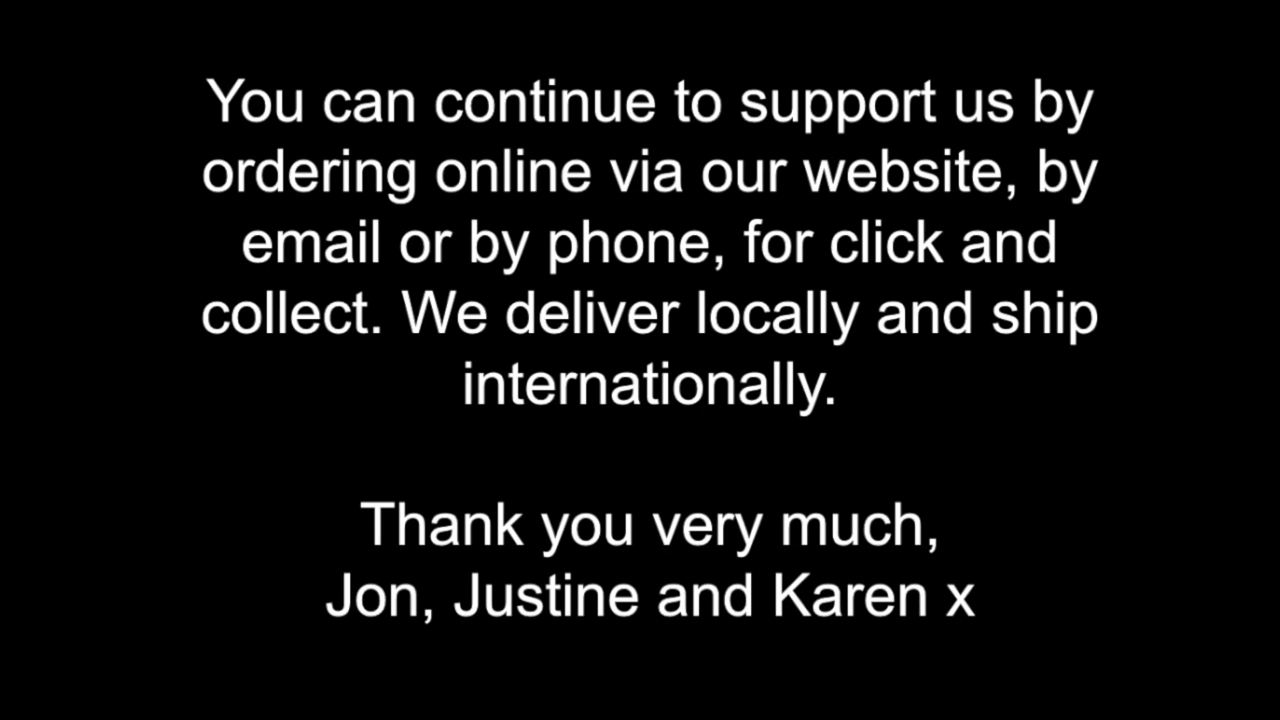 You can continue to support us by
ordering online via our website, by
email or by phone, for click and
collect. We deliver locally and ship
internationally.
Thank you very much,
Jon, Justine and Karen x